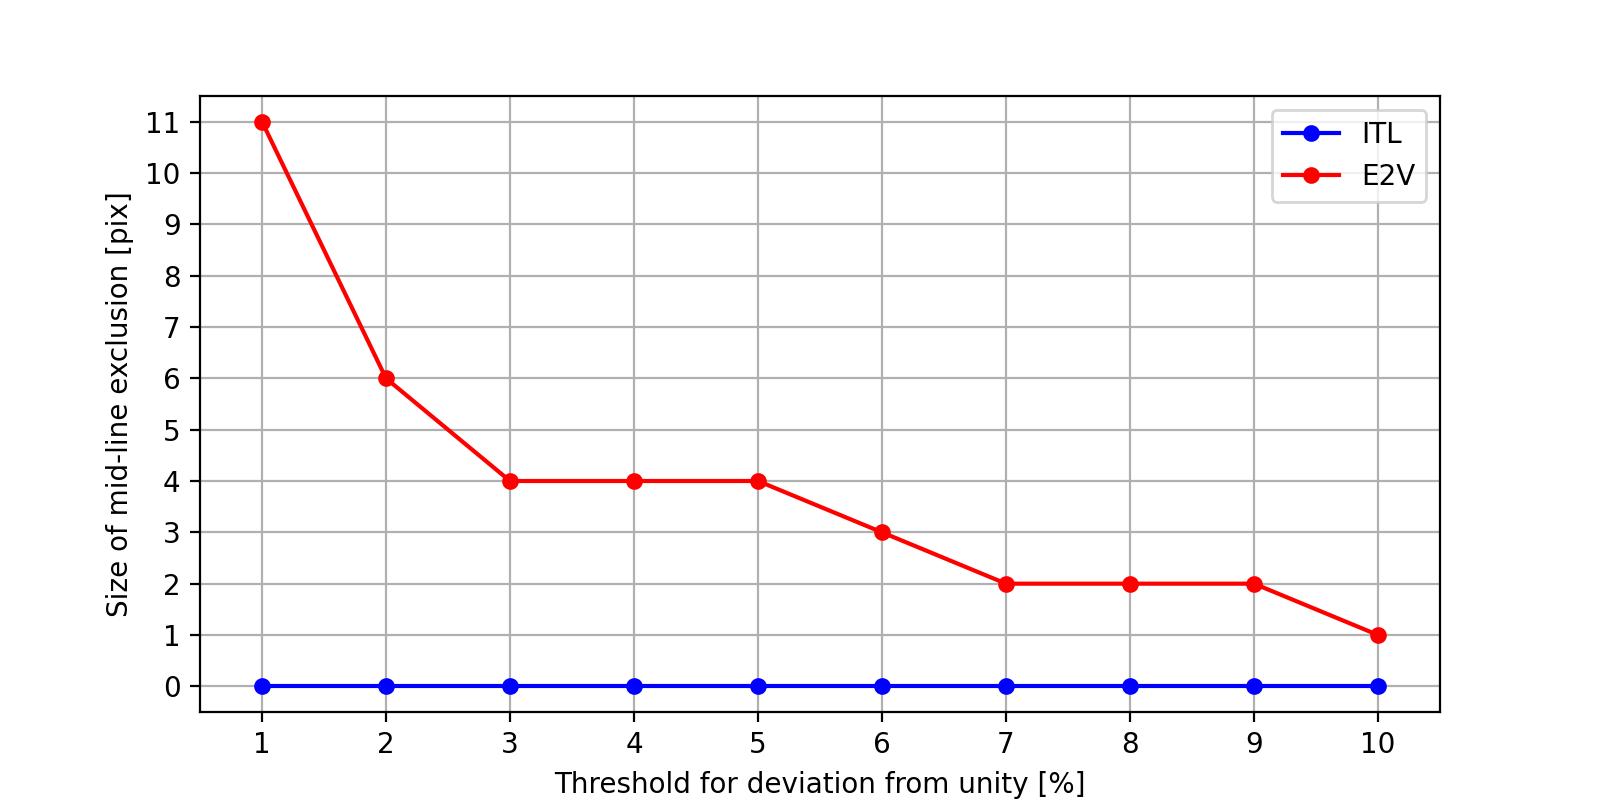 ITL
E2V
11
10
9
8
7
6
5
4
3
2
1
0
Size of mid-line exclusion [pix]
1 2 3 4 5 6 7 8 9 10
Threshold for deviation from unity [%]